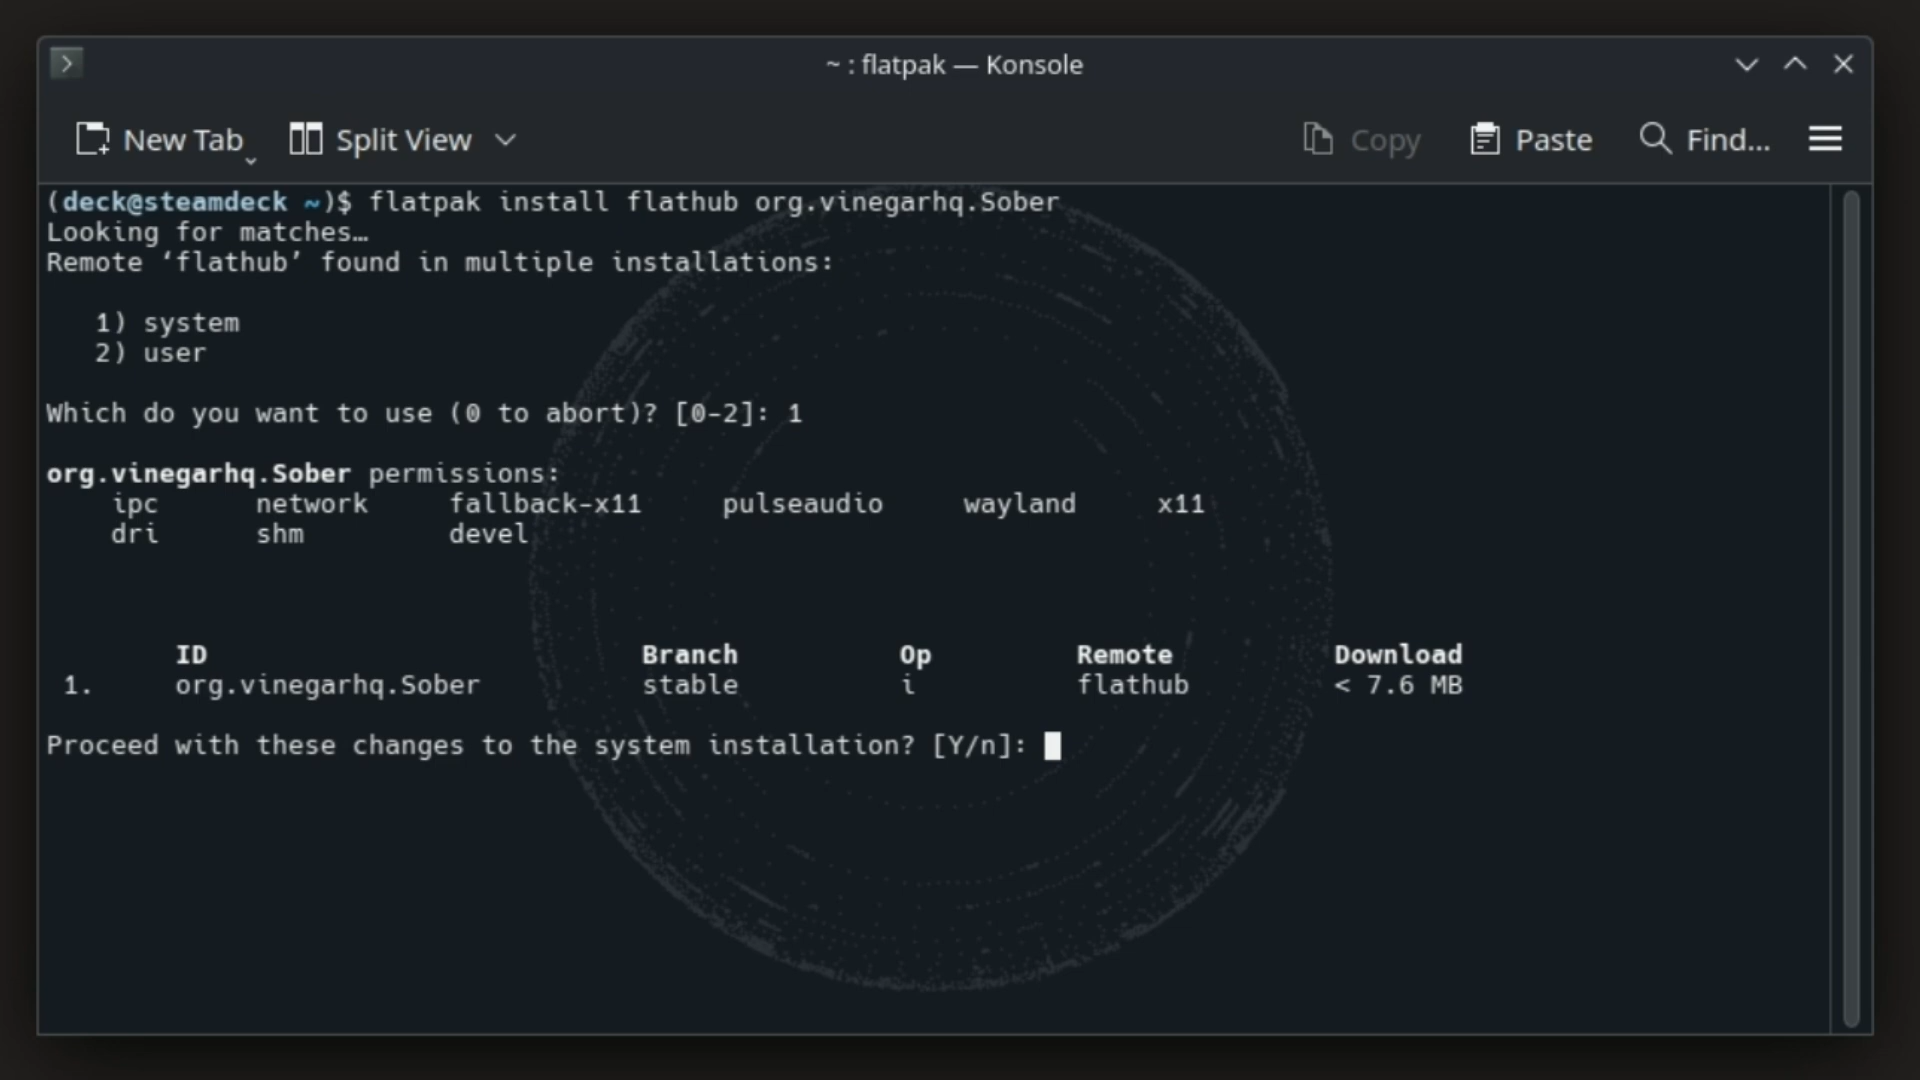 ~ : flatpak — Konsole
New Tab Split View Copy Paste Find...
(deck@steamdeck ~)$ flatpak install flathub org.vinegarhq.Sober
Looking for matches…
Remote ‘flathub’ found in multiple installations:
1) system
2) user
Which do you want to use (0 to abort)? [0-2]: 1
org.vinegarhq.Sober permissions:
ipc network fallback-x11 pulseaudio wayland x11
dri shm devel
ID Branch Op Remote Download
1. org.vinegarhq.Sober stable i flathub < 7.6 MB
Proceed with these changes to the system installation? [Y/n]: